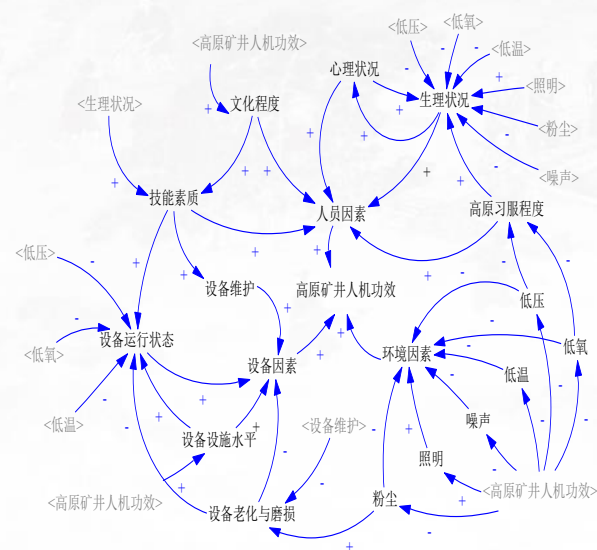 <低压>
<低氧>
<高原矿井人机功效>
<低温>
心理状况
<照明>
<生理状况>
文化程度
生理状况
<粉尘>
<噪声>
技能素质
人员因素
高原习服程度
<低压>
设备维护
高原矿井人机功效
低压
设备运行状态
<低氧>
设备因素
环境因素
低氧
低温
<低温>
设备设施水平
<设备维护>
噪声
照明
<高原矿井人机功效>
<高原矿井人机功效>
设备老化与磨损
粉尘